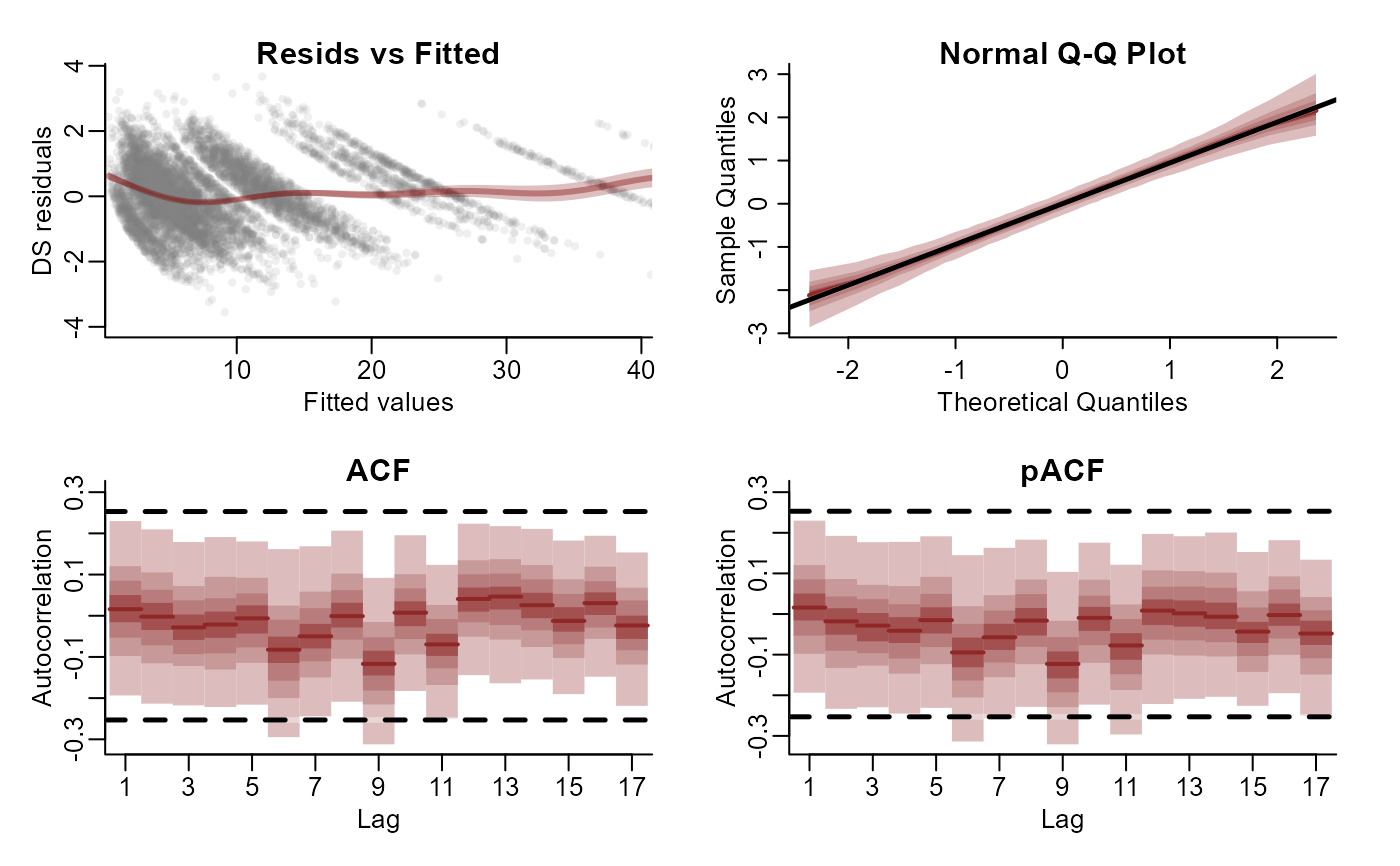 Resids vs Fitted
DS residuals
4
2
0
-2
-4
10 20 30 40
Fitted values
Normal Q-Q Plot
Sample Quantiles
3
2
1
0
-1
-3
-2 -1 0 1 2
Theoretical Quantiles
ACF
Autocorrelation
0.3
0.1
-0.1
-0.3
1 3 5 7 9 11 13 15 17
Lag
pACF
Autocorrelation
0.3
0.1
-0.1
-0.3
1 3 5 7 9 11 13 15 17
Lag